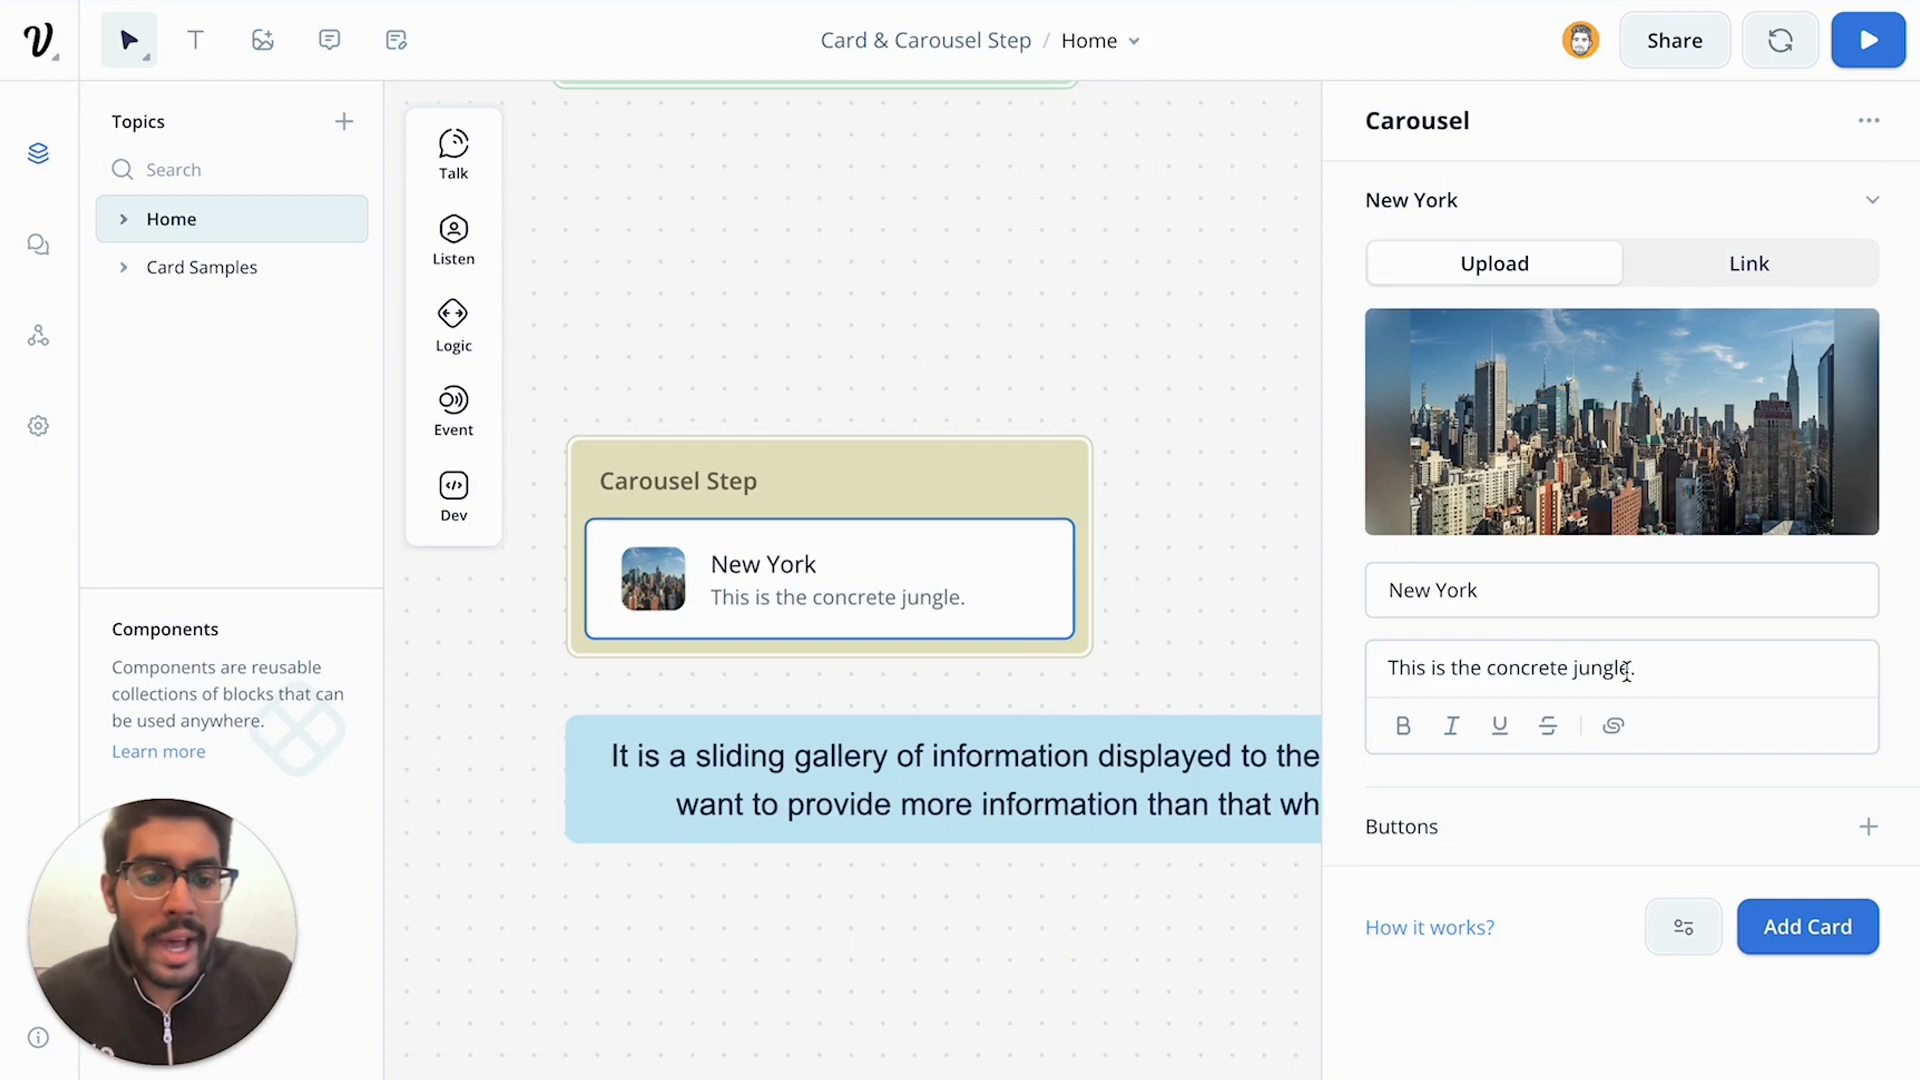 Card & Carousel Step / Home
Share
Topics
Search
Home
Card Samples
Components
Components are reusable
collections of blocks that can
be used anywhere.
Learn more
Talk
Listen
Logic
Event
Dev
Carousel Step
New York
This is the concrete jungle.
It is a sliding gallery of information displayed to the
want to provide more information than that wh
Carousel
New York
Upload
Link
New York
This is the concrete jungle.
B I U S
Buttons
How it works?
Add Card